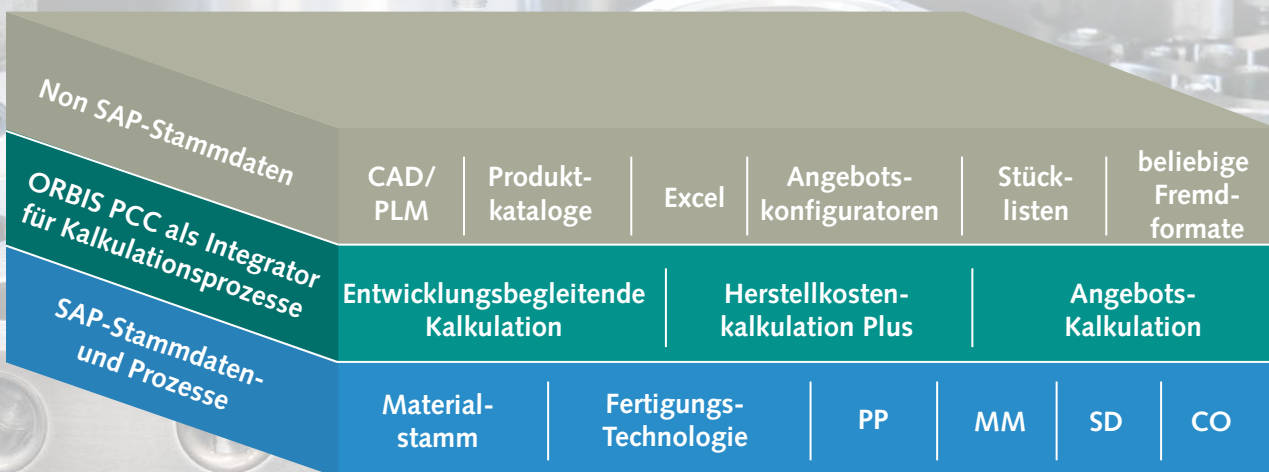 Non SAP-Stammdaten
CAD/
PLM
Produkt-
kataloge
Excel
Angebots-
konfiguratoren
Stück-
listen
beliebige
Fremd-
formate
ORBIS PCC als Integrator
für Kalkulationsprozesse
Entwicklungsbegleitende
Kalkulation
Herstellkosten-
kalkulation Plus
Angebots-
Kalkulation
SAP-Stammdaten-
und Prozesse
Material-
stamm
Fertigungs-
Technologie
PP
MM
SD
CO